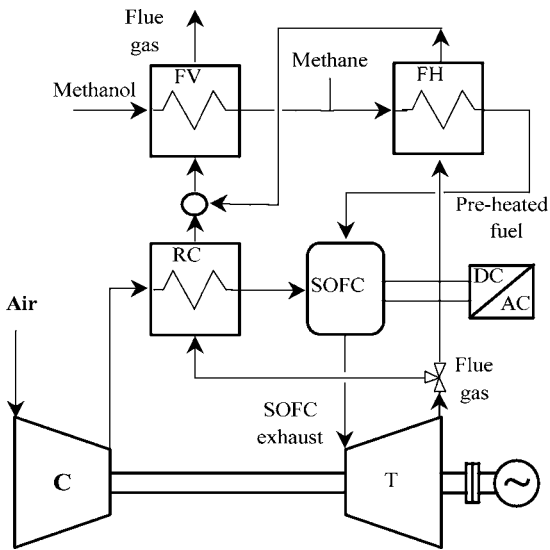 Flue
gas
FV
Methane
FH
Methanol
Pre-heated
fuel
RC
SOFC
DC
AC
Air
Flue
gas
SOFC
exhaust
C
T
~